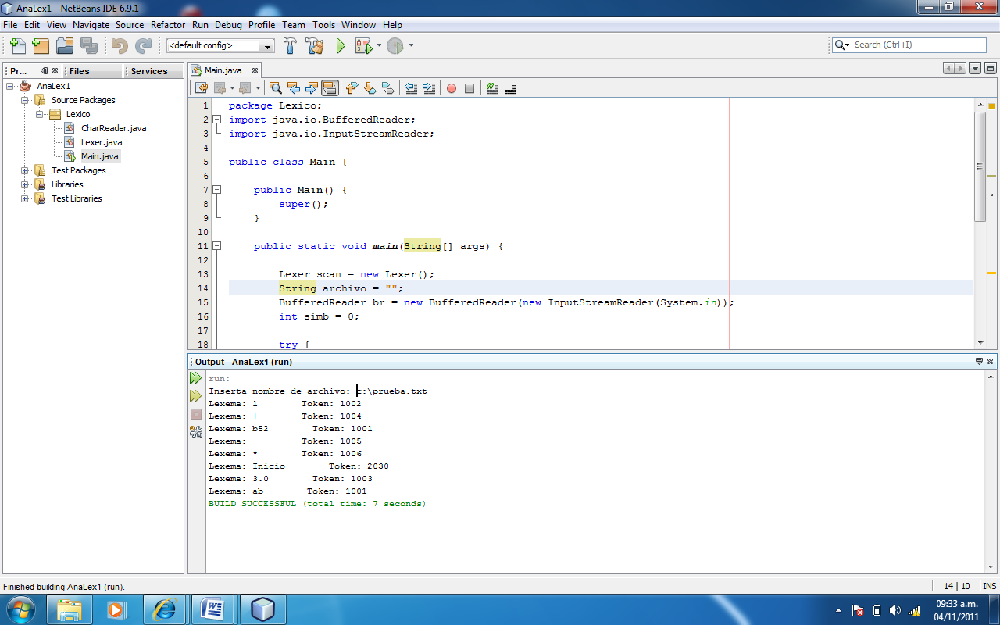 AnaLex1 - NetBeans IDE 6.9.1
File Edit View Navigate Source Refactor Run Debug Profile Team Tools Window Help
<default config>
Search (Ctrl+I)
Pr...
Files
Services
AnaLex1
Source Packages
Lexico
CharReader.java
Lexer.java
Main.java
Test Packages
Libraries
Test Libraries
Main.java
1 package Lexico;
2 import java.io.BufferedReader;
3 import java.io.InputStreamReader;
4
5 public class Main {
6
7 public Main() {
8 super();
9 }
10
11 public static void main(String[] args) {
12
13 Lexer scan = new Lexer();
14 String archivo = "";
15 BufferedReader br = new BufferedReader(new InputStreamReader(System.in));
16 int simb = 0;
17
18 try {
Output - AnaLex1 (run)
run:
Inserta nombre de archivo: c:\prueba.txt
Lexema: 1 Token: 1002
Lexema: + Token: 1004
Lexema: b52 Token: 1001
Lexema: - Token: 1005
Lexema: * Token: 1006
Lexema: Inicio Token: 2030
Lexema: 3.0 Token: 1003
Lexema: ab Token: 1001
BUILD SUCCESSFUL (total time: 7 seconds)
Finished building AnaLex1 (run).
14 | 10 INS
09:33 a.m.
04/11/2011